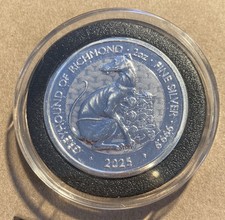 GREYHOUND OF RICHMOND · 2oz · FINE SILVER · 999.9
2025